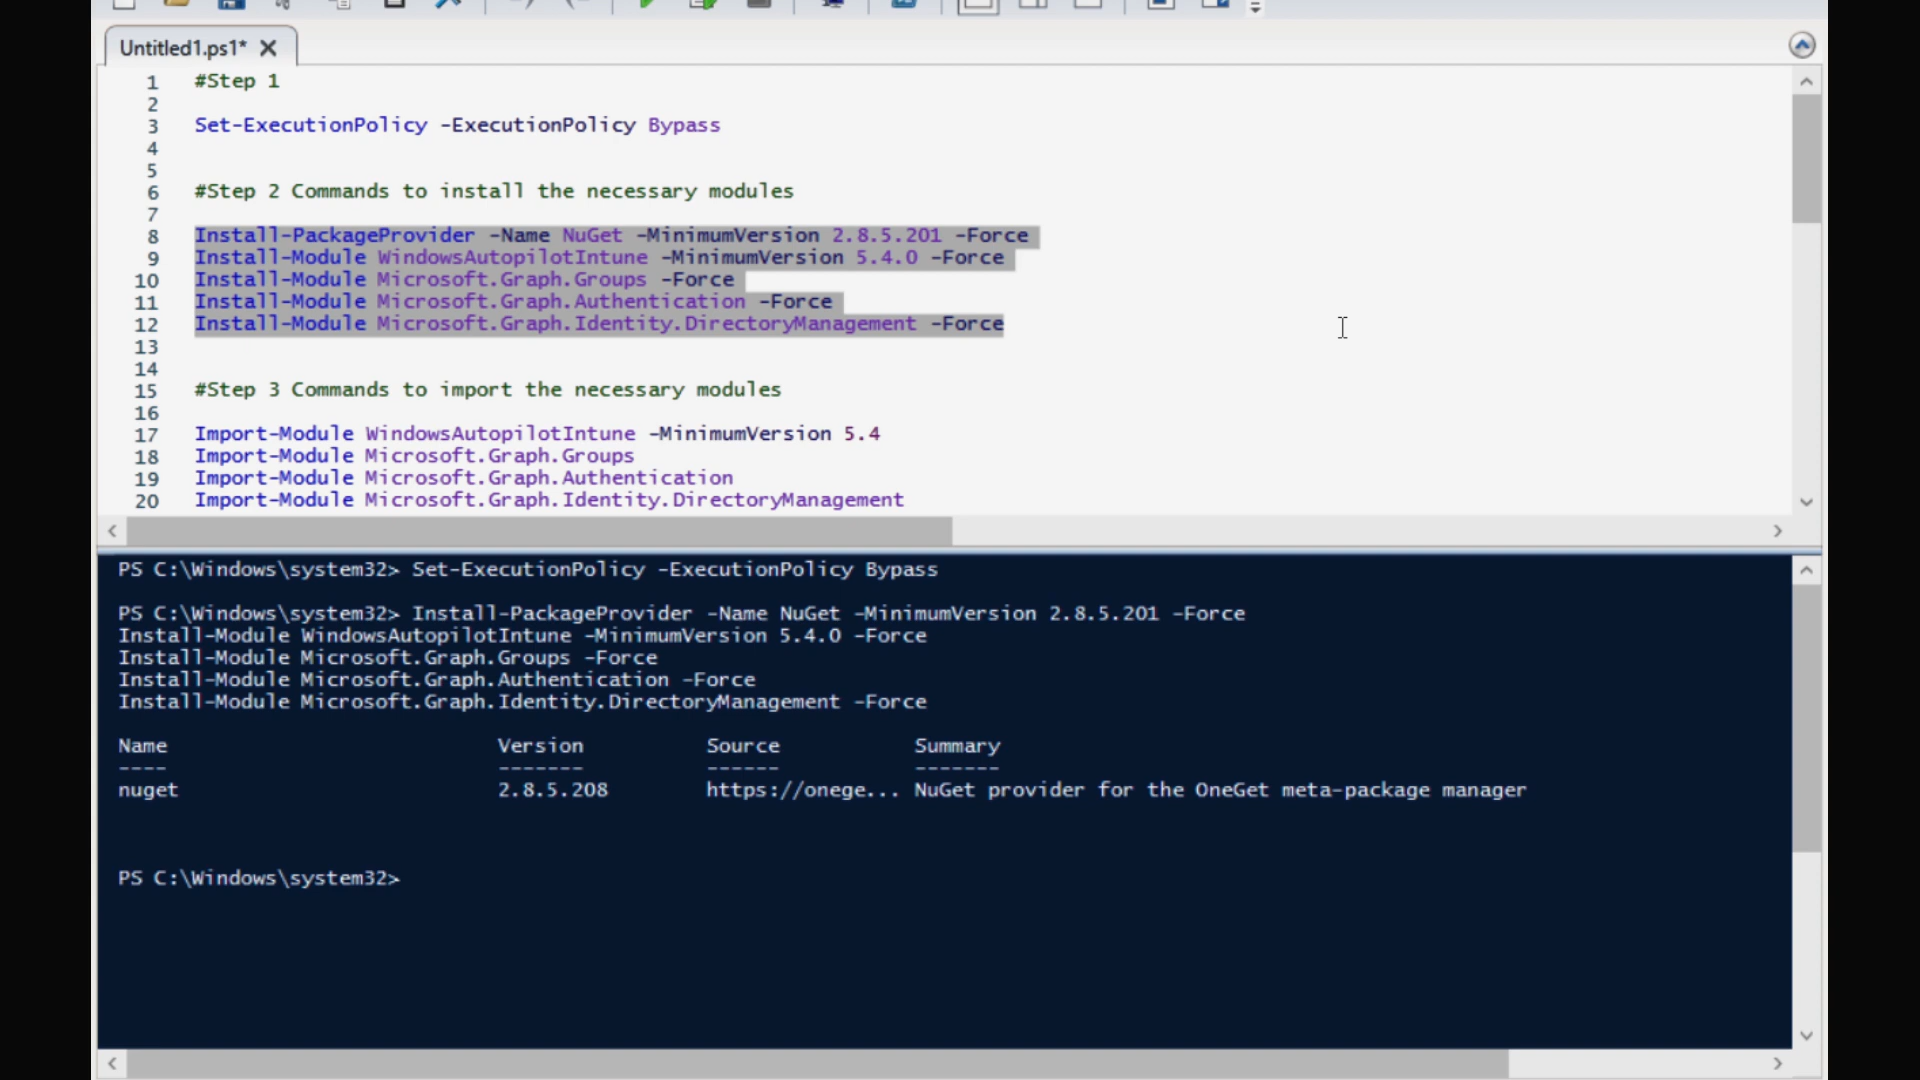 Untitled1.ps1*
1 #Step 1
2
3 Set-ExecutionPolicy -ExecutionPolicy Bypass
4
5
6 #Step 2 Commands to install the necessary modules
7
8 Install-PackageProvider -Name NuGet -MinimumVersion 2.8.5.201 -Force
9 Install-Module WindowsAutopilotIntune -MinimumVersion 5.4.0 -Force
10 Install-Module Microsoft.Graph.Groups -Force
11 Install-Module Microsoft.Graph.Authentication -Force
12 Install-Module Microsoft.Graph.Identity.DirectoryManagement -Force
13
14
15 #Step 3 Commands to import the necessary modules
16
17 Import-Module WindowsAutopilotIntune -MinimumVersion 5.4
18 Import-Module Microsoft.Graph.Groups
19 Import-Module Microsoft.Graph.Authentication
20 Import-Module Microsoft.Graph.Identity.DirectoryManagement
PS C:\Windows\system32> Set-ExecutionPolicy -ExecutionPolicy Bypass
PS C:\Windows\system32> Install-PackageProvider -Name NuGet -MinimumVersion 2.8.5.201 -Force
Install-Module WindowsAutopilotIntune -MinimumVersion 5.4.0 -Force
Install-Module Microsoft.Graph.Groups -Force
Install-Module Microsoft.Graph.Authentication -Force
Install-Module Microsoft.Graph.Identity.DirectoryManagement -Force
Name Version Source Summary
---- ------- ------ -------
nuget 2.8.5.208 https://onege... NuGet provider for the OneGet meta-package manager
PS C:\Windows\system32>